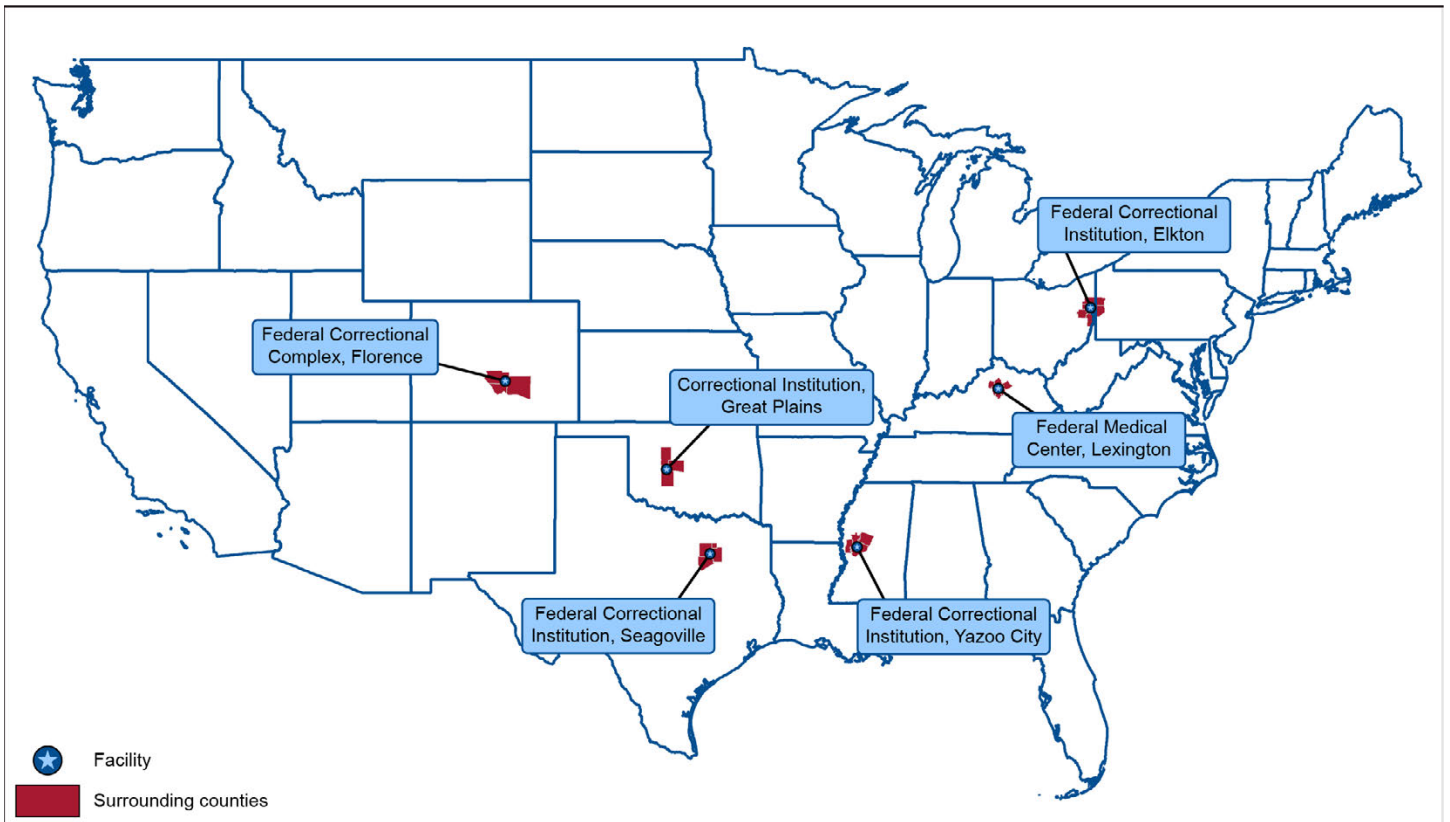 Federal Correctional
Institution, Elkton
Federal Correctional
Complex, Florence
Correctional Institution,
Great Plains
Federal Medical
Center, Lexington
Federal Correctional
Institution, Seagoville
Federal Correctional
Institution, Yazoo City
Facility
Surrounding counties